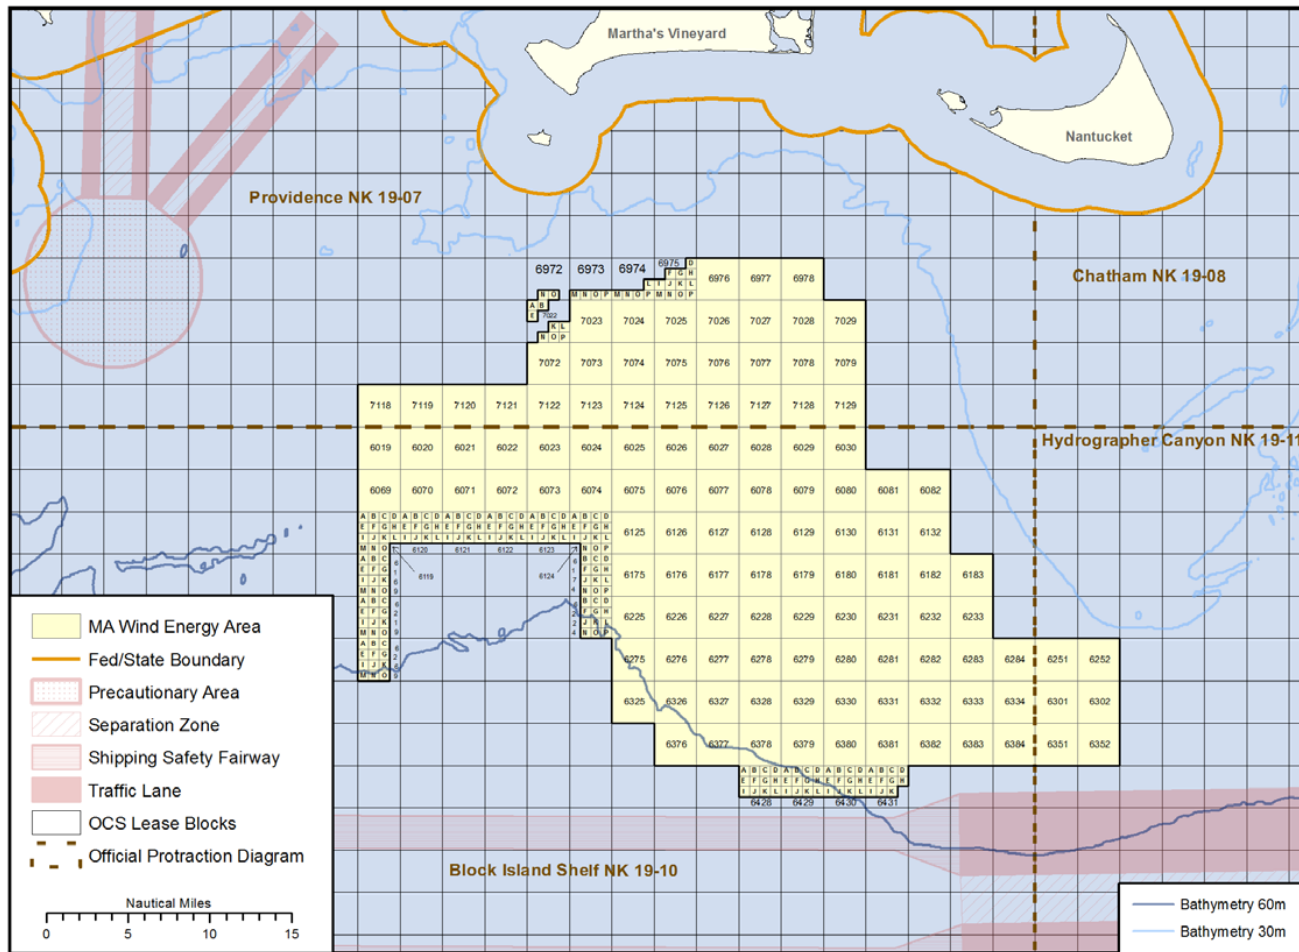 Martha's Vineyard
Nantucket
Providence NK 19-07
Chatham NK 19-08
6972 6973 6974 6975 D
6976 6977 6978
F G H
L I J K L
N O M N O P M N O P M N O P
A B
E 7022
7023 7024 7025 7026 7027 7028 7029
K L
N O P
7072 7073 7074 7075 7076 7077 7078 7079
7118 7119 7120 7121 7122 7123 7124 7125 7126 7127 7128 7129
Hydrographer Canyon NK 19-11
6019 6020 6021 6022 6023 6024 6025 6026 6027 6028 6029 6030
6069 6070 6071 6072 6073 6074 6075 6076 6077 6078 6079 6080 6081 6082
A B C D A B C D A B C D A B C D A B C D A B C D
E F G H E F G H E F G H E F G H E F G H E F G H
I J K L I J K L I J K L I J K L I J K L I J K L
6125 6126 6127 6128 6129 6130 6131 6132
M N O 6120 6121 6122 6123 N O P
A B C B C D
E F G 6119 6124 F G H
I J K J K L
M N O N O P
6169 6174
6175 6176 6177 6178 6179 6180 6181 6182 6183
A B C B C D
E F G F G H
I J K J K L
M N O N O P
6219 6224
6225 6226 6227 6228 6229 6230 6231 6232 6233
A B C
E F G
I J K
M N O
6269
6275 6276 6277 6278 6279 6280 6281 6282 6283 6284 6251 6252
6325 6326 6327 6328 6329 6330 6331 6332 6333 6334 6301 6302
6376 6377 6378 6379 6380 6381 6382 6383 6384 6351 6352
A B C D A B C D A B C D A B C D
E F G H E F G H E F G H E F G H
I J K L I J K L I J K L I J K
6428 6429 6430 6431
Block Island Shelf NK 19-10
MA Wind Energy Area
Fed/State Boundary
Precautionary Area
Separation Zone
Shipping Safety Fairway
Traffic Lane
OCS Lease Blocks
Official Protraction Diagram
Nautical Miles
0 5 10 15
Bathymetry 60m
Bathymetry 30m